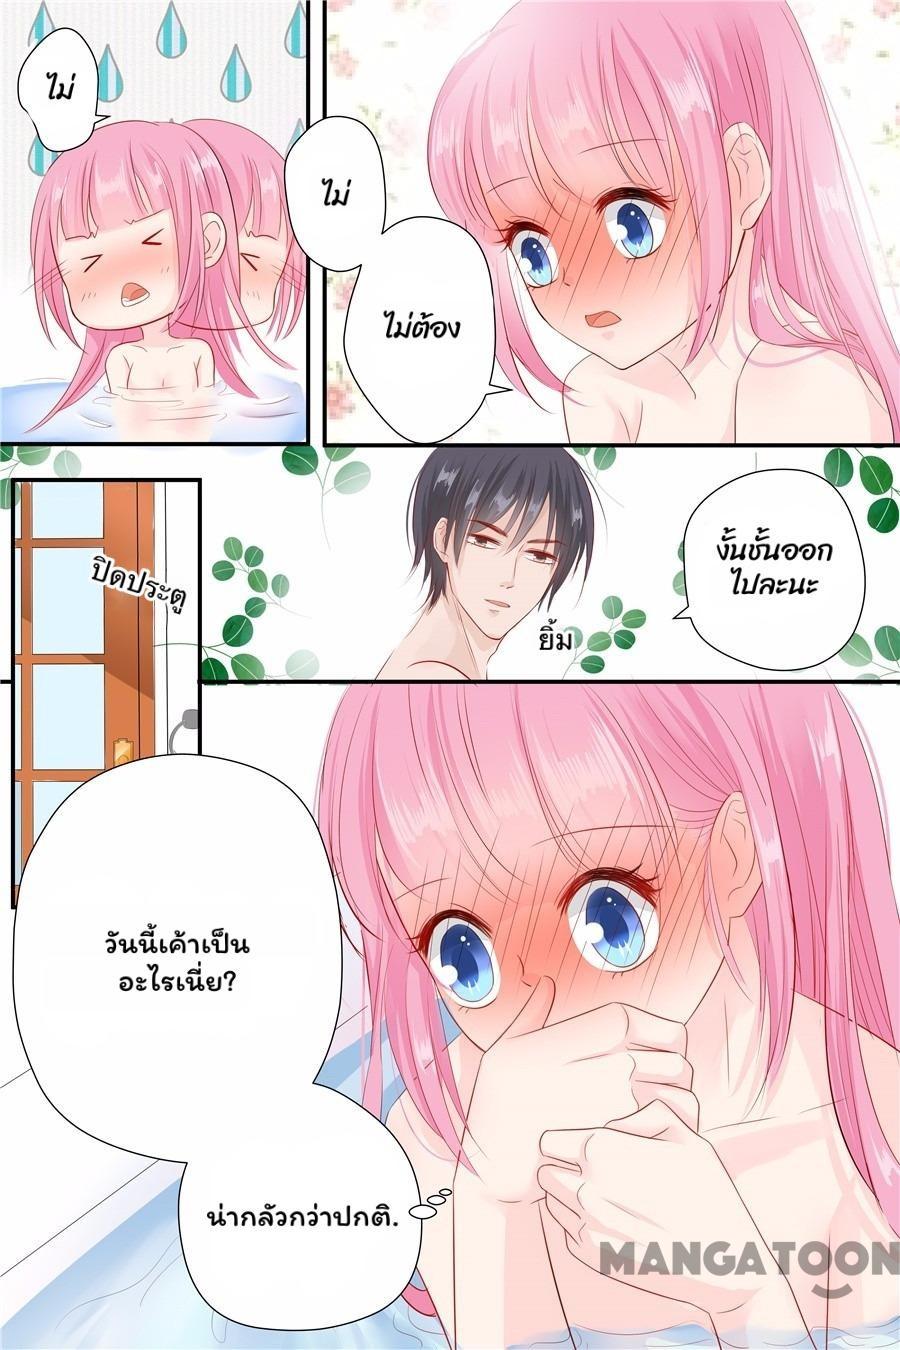 ไม่
ไม่
ไม่ต้อง
งั้นชั้นออก
ไปละนะ
ยิ้ม
ปิดประตู
วันนี้เค้าเป็น
อะไรเนี่ย?
น่ากลัวกว่าปกติ.
MANGATOON